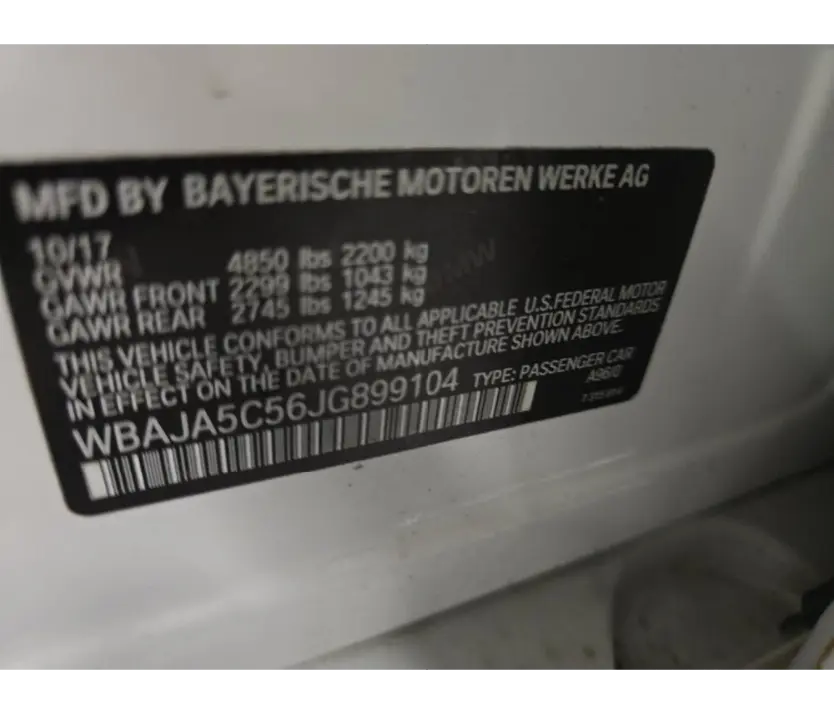 MFD BY BAYERISCHE MOTOREN WERKE AG
10/17
GVWR 4850 lbs 2200 kg
GAWR FRONT 2299 lbs 1043 kg
GAWR REAR 2745 lbs 1245 kg
THIS VEHICLE CONFORMS TO ALL APPLICABLE U.S.FEDERAL MOTOR
VEHICLE SAFETY, BUMPER AND THEFT PREVENTION STANDARDS
IN EFFECT ON THE DATE OF MANUFACTURE SHOWN ABOVE.
WBAJA5C56JG899104 TYPE: PASSENGER CAR
A96/0